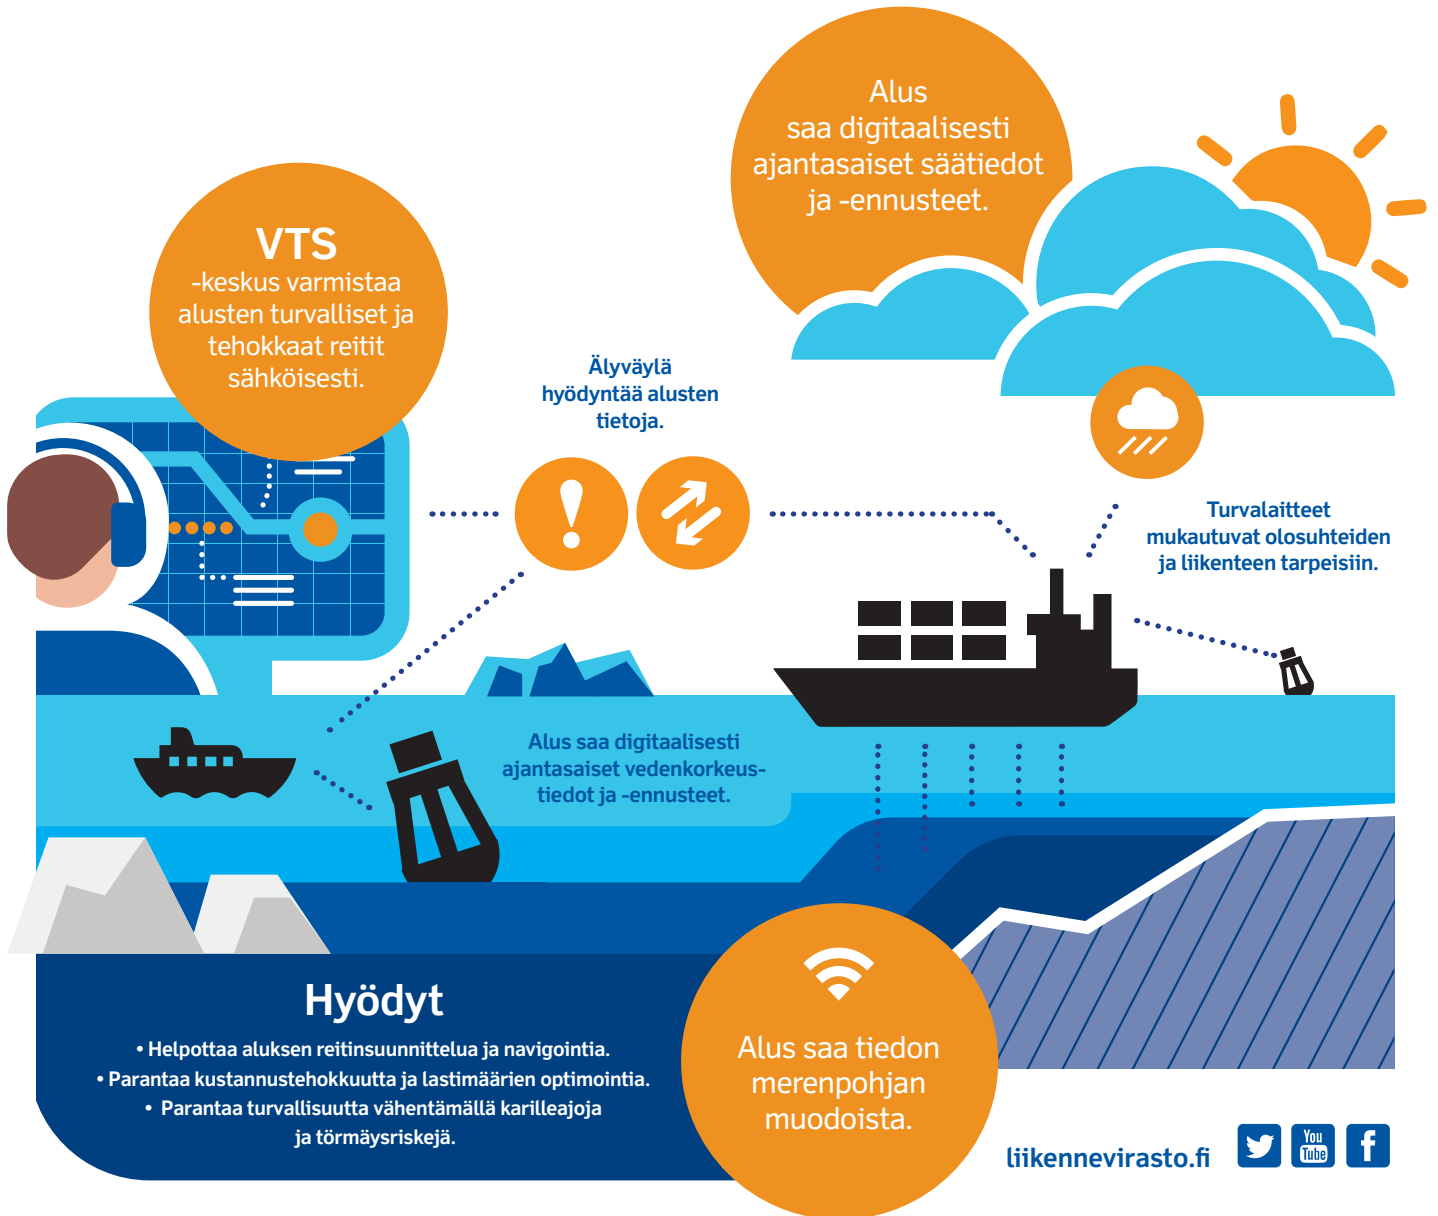 Alus
saa digitaalisesti
ajantasaiset säätiedot
ja -ennusteet.
VTS
-keskus varmistaa
alusten turvalliset ja
tehokkaat reitit
sähköisesti.
Älyväylä
hyödyntää alusten
tietoja.
Turvalaitteet
mukautuvat olosuhteiden
ja liikenteen tarpeisiin.
Alus saa digitaalisesti
ajantasaiset vedenkorkeus-
tiedot ja -ennusteet.
Hyödyt
• Helpottaa aluksen reitinsuunnittelua ja navigointia.
• Parantaa kustannustehokkuutta ja lastimäärien optimointia.
• Parantaa turvallisuutta vähentämällä karilleajoja
ja törmäysriskejä.
Alus saa tiedon
merenpohjan
muodoista.
liikennevirasto.fi
You
Tube